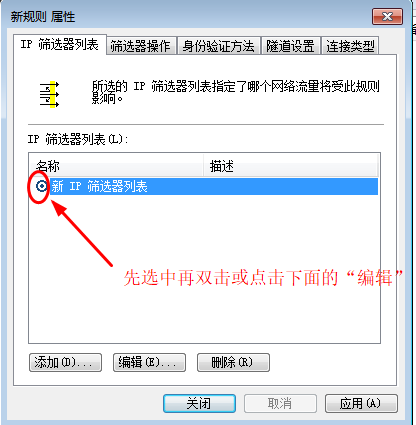 新规则 属性
IP 筛选器列表 筛选器操作 身份验证方法 隧道设置 连接类型
所选的 IP 筛选器列表指定了哪个网络流量将受此规则
影响。
IP 筛选器列表(L):
名称 描述
新 IP 筛选器列表
先选中再双击或点击下面的“编辑”
添加(D)... 编辑(E)... 删除(R)
关闭 取消 应用(A)